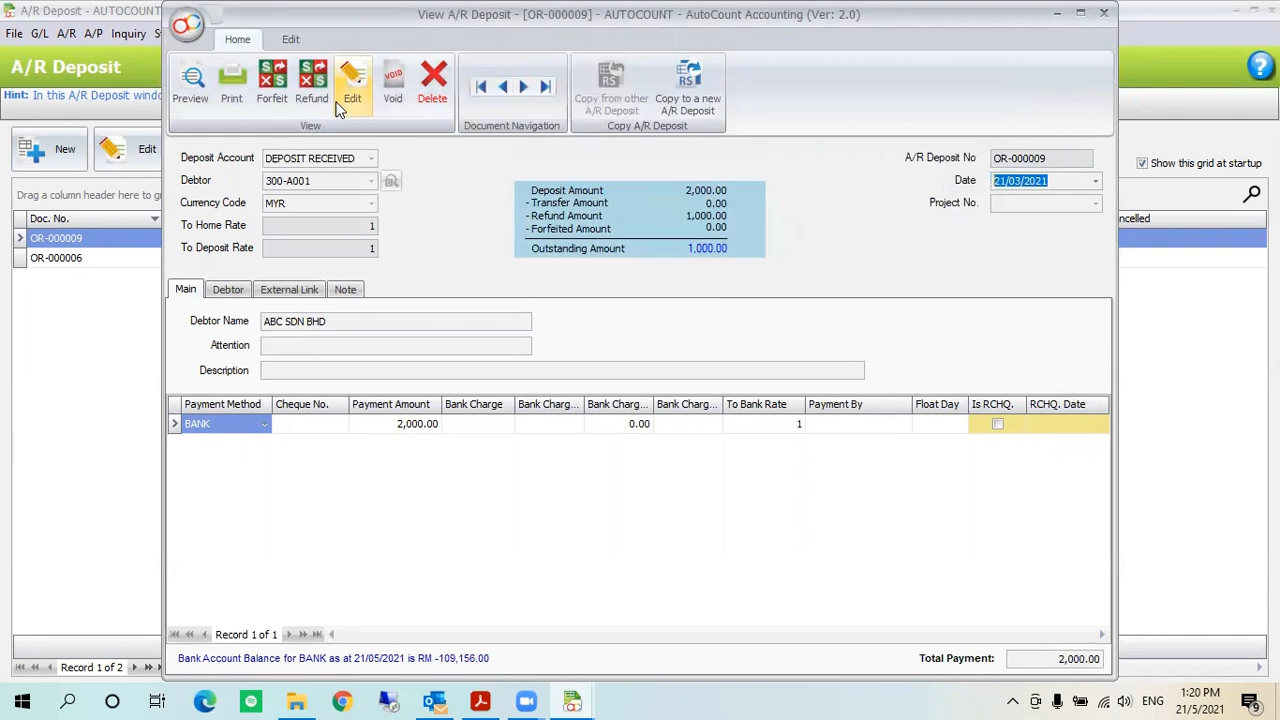 A/R Deposit - AUTOCOUNT
View A/R Deposit - [OR-000009] - AUTOCOUNT - AutoCount Accounting (Ver: 2.0)
File G/L A/R A/P Inquiry S
Home Edit
A/R Deposit
Hint: In this A/R Deposit windo
Preview Print Forfeit Refund Edit VOID Void Delete
View
Document Navigation
RS Copy from other A/R Deposit
RS Copy to a new A/R Deposit
Copy A/R Deposit
New Edit
Show this grid at startup
Drag a column header here to
Doc. No.
ancelled
OR-000009
OR-000006
Deposit Account DEPOSIT RECEIVED
A/R Deposit No OR-000009
Debtor 300-A001
Date 21/03/2021
Currency Code MYR
Project No.
To Home Rate 1
To Deposit Rate 1
Deposit Amount 2,000.00
- Transfer Amount 0.00
- Refund Amount 1,000.00
- Forfeited Amount 0.00
Outstanding Amount 1,000.00
Main Debtor External Link Note
Debtor Name ABC SDN BHD
Attention
Description
Payment Method Cheque No. Payment Amount Bank Charge Bank Charg... Bank Charg... Bank Charg... To Bank Rate Payment By Float Day Is RCHQ. RCHQ. Date
BANK 2,000.00 0.00 1
Record 1 of 1
Bank Account Balance for BANK as at 21/05/2021 is RM -109,156.00
Total Payment: 2,000.00
Record 1 of 2
ENG
1:20 PM
21/5/2021
9